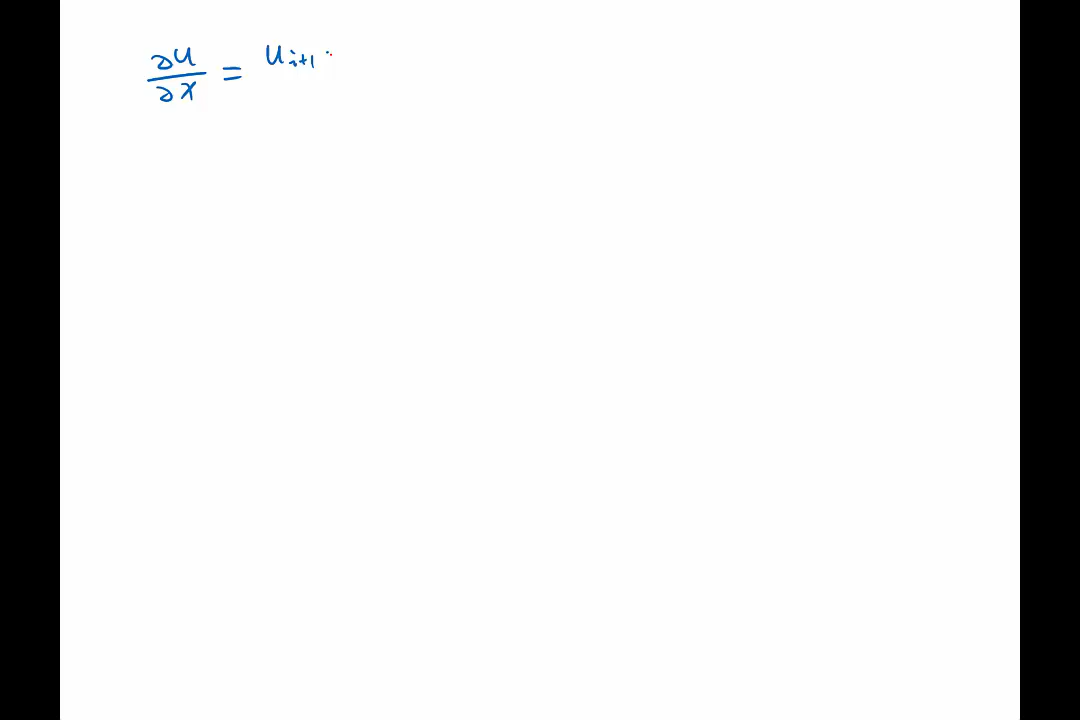 ∂u/∂x = u_{i+1}